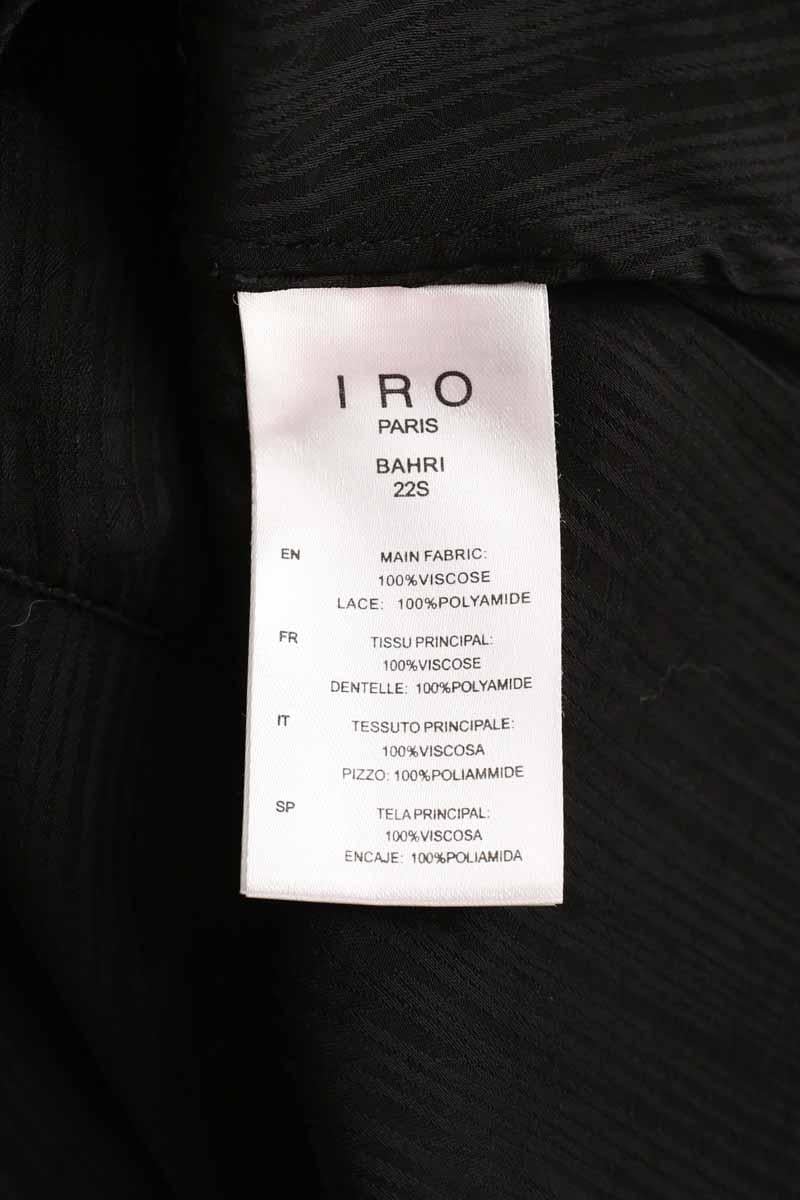 IRO
PARIS
BAHRI
22S
EN MAIN FABRIC:
100%VISCOSE
LACE: 100%POLYAMIDE
FR TISSU PRINCIPAL:
100%VISCOSE
DENTELLE: 100%POLYAMIDE
IT TESSUTO PRINCIPALE:
100%VISCOSA
PIZZO: 100%POLIAMMIDE
SP TELA PRINCIPAL:
100%VISCOSA
ENCAJE: 100%POLIAMIDA